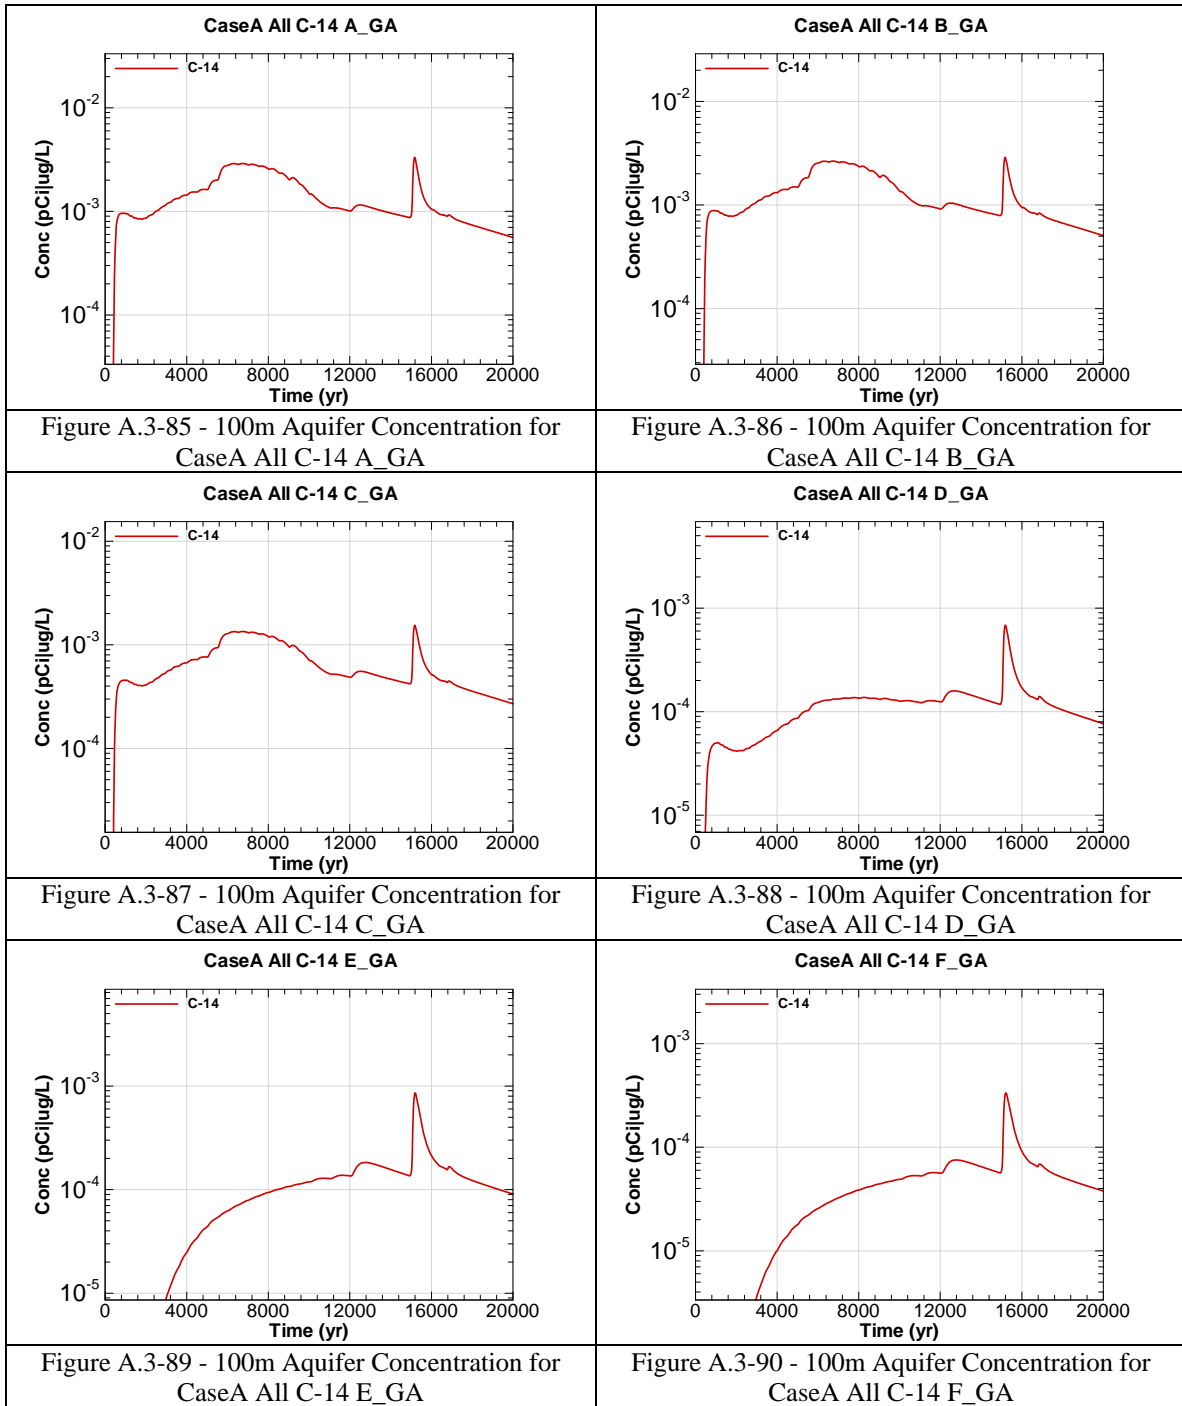 CaseA All C-14 A_GA
C-14
10-2
10-3
10-4
Conc (pCi|ug/L)
0 4000 8000 12000 16000 20000
Time (yr)
Figure A.3-85 - 100m Aquifer Concentration for
CaseA All C-14 A_GA
CaseA All C-14 B_GA
C-14
10-2
10-3
10-4
Conc (pCi|ug/L)
0 4000 8000 12000 16000 20000
Time (yr)
Figure A.3-86 - 100m Aquifer Concentration for
CaseA All C-14 B_GA
CaseA All C-14 C_GA
C-14
10-2
10-3
10-4
Conc (pCi|ug/L)
0 4000 8000 12000 16000 20000
Time (yr)
Figure A.3-87 - 100m Aquifer Concentration for
CaseA All C-14 C_GA
CaseA All C-14 D_GA
C-14
10-3
10-4
10-5
Conc (pCi|ug/L)
0 4000 8000 12000 16000 20000
Time (yr)
Figure A.3-88 - 100m Aquifer Concentration for
CaseA All C-14 D_GA
CaseA All C-14 E_GA
C-14
10-3
10-4
10-5
Conc (pCi|ug/L)
0 4000 8000 12000 16000 20000
Time (yr)
Figure A.3-89 - 100m Aquifer Concentration for
CaseA All C-14 E_GA
CaseA All C-14 F_GA
C-14
10-3
10-4
10-5
Conc (pCi|ug/L)
0 4000 8000 12000 16000 20000
Time (yr)
Figure A.3-90 - 100m Aquifer Concentration for
CaseA All C-14 F_GA